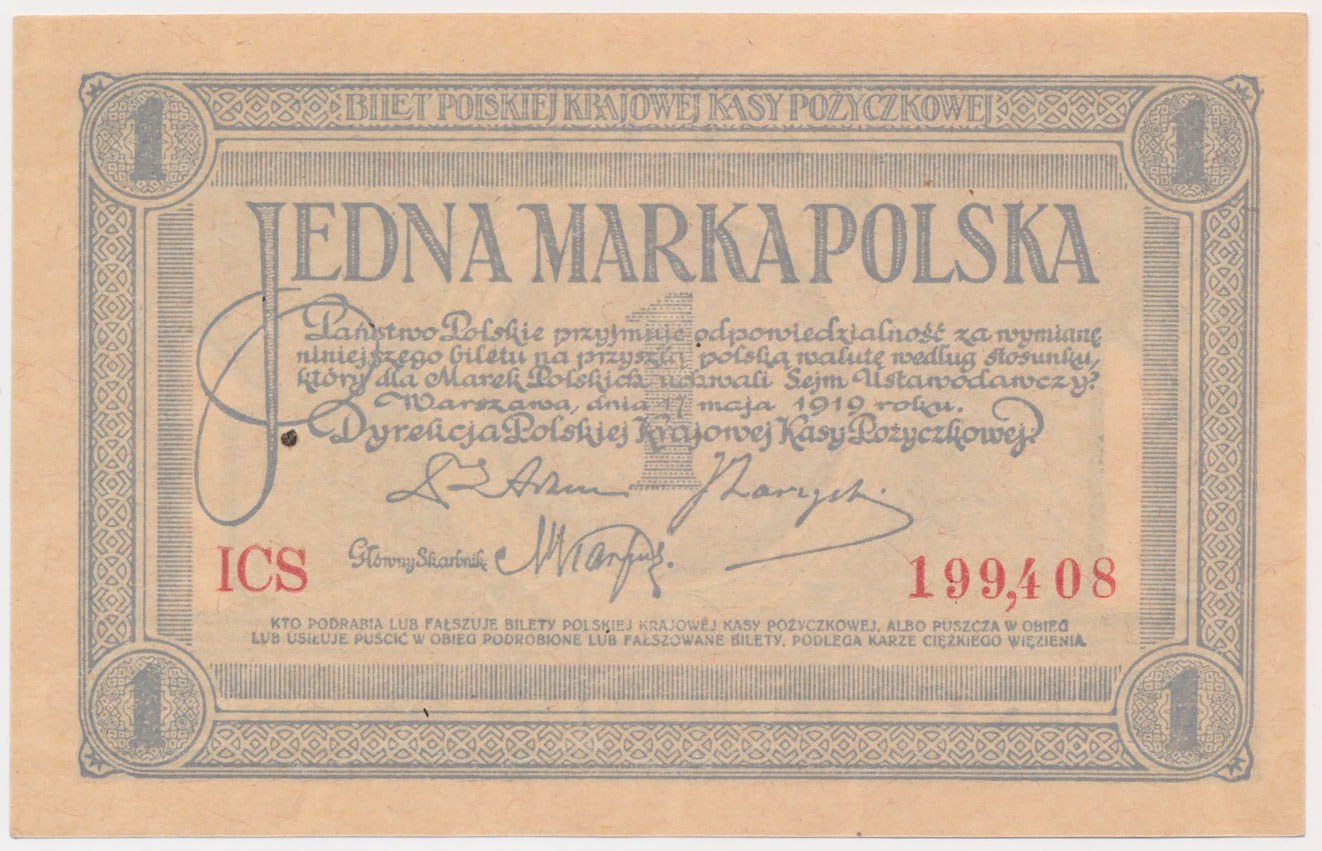 1 BILET POLSKIEJ KRAJOWEJ KASY POŻYCZKOWEJ 1
JEDNA MARKA POLSKA
1
Państwo Polskie przyjmuje odpowiedzialność za wymianę
niniejszego biletu na przyszłą polską walutę według stosunku,
który dla Marek Polskich uchwali Sejm Ustawodawczy.
Warszawa, dnia 17 maja 1919 roku.
Dyrekcja Polskiej Krajowej Kasy Pożyczkowej
ICS Główny Skarbnik 199,408
KTO PODRABIA LUB FAŁSZUJE BILETY POLSKIEJ KRAJOWEJ KASY POŻYCZKOWEJ, ALBO PUSZCZA W OBIEG
LUB USIŁUJE PUŚCIĆ W OBIEG PODROBIONE LUB FAŁSZOWANE BILETY, PODLEGA KARZE CIĘŻKIEGO WIĘZIENIA.
1 1